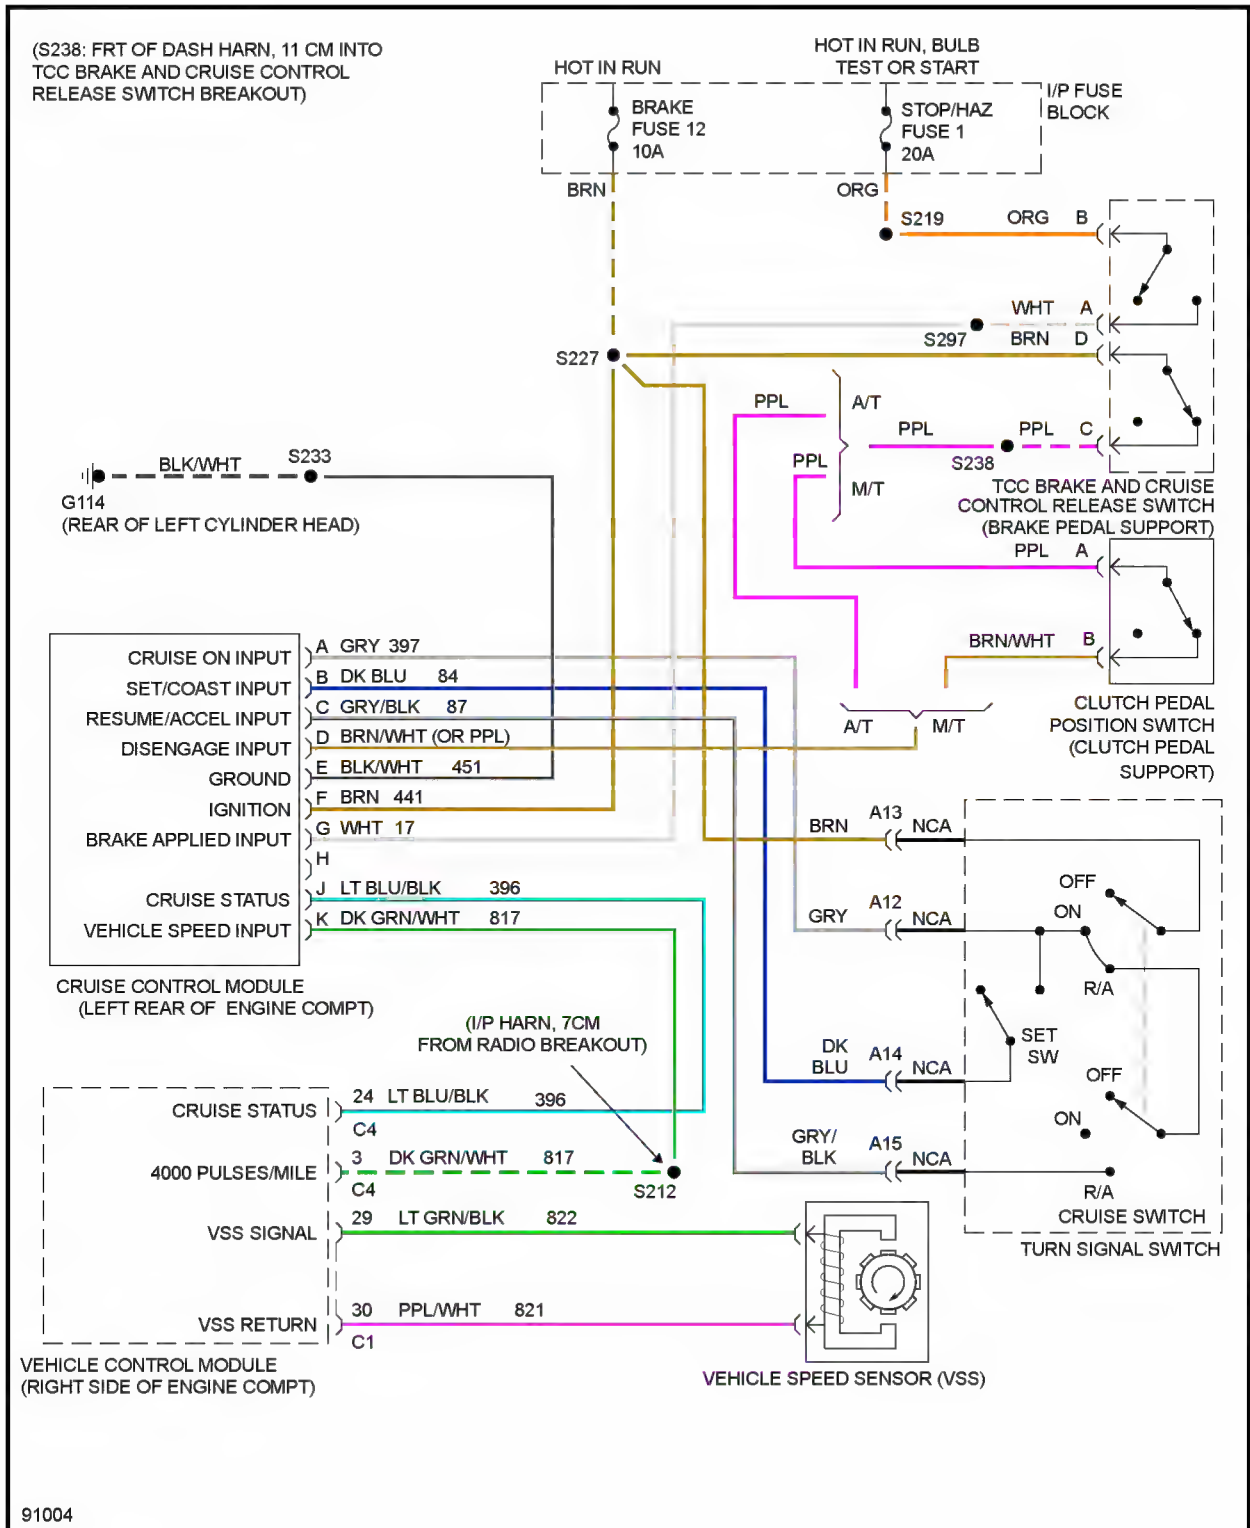 (S238: FRT OF DASH HARN, 11 CM INTO
TCC BRAKE AND CRUISE CONTROL
RELEASE SWITCH BREAKOUT)
HOT IN RUN
HOT IN RUN, BULB
TEST OR START
I/P FUSE
BLOCK
BRAKE
FUSE 12
10A
STOP/HAZ
FUSE 1
20A
BRN
ORG
S219
ORG B
WHT A
S297
BRN D
S227
PPL
A/T
PPL
PPL C
S238
PPL
M/T
TCC BRAKE AND CRUISE
CONTROL RELEASE SWITCH
(BRAKE PEDAL SUPPORT)
BLK/WHT
S233
G114
(REAR OF LEFT CYLINDER HEAD)
PPL A
BRN/WHT B
CLUTCH PEDAL
POSITION SWITCH
(CLUTCH PEDAL
SUPPORT)
A/T
M/T
CRUISE ON INPUT A GRY 397
SET/COAST INPUT B DK BLU 84
RESUME/ACCEL INPUT C GRY/BLK 87
DISENGAGE INPUT D BRN/WHT (OR PPL)
GROUND E BLK/WHT 451
IGNITION F BRN 441
BRAKE APPLIED INPUT G WHT 17
H
CRUISE STATUS J LT BLU/BLK 396
VEHICLE SPEED INPUT K DK GRN/WHT 817
CRUISE CONTROL MODULE
(LEFT REAR OF ENGINE COMPT)
BRN A13 NCA
GRY A12 NCA
OFF
ON
R/A
SET
SW
DK
BLU A14 NCA
OFF
ON
GRY/
BLK A15 NCA
R/A
CRUISE SWITCH
TURN SIGNAL SWITCH
(I/P HARN, 7CM
FROM RADIO BREAKOUT)
CRUISE STATUS 24 LT BLU/BLK 396
C4
4000 PULSES/MILE 3 DK GRN/WHT 817
C4
S212
VSS SIGNAL 29 LT GRN/BLK 822
VSS RETURN 30 PPL/WHT 821
C1
VEHICLE CONTROL MODULE
(RIGHT SIDE OF ENGINE COMPT)
VEHICLE SPEED SENSOR (VSS)
91004